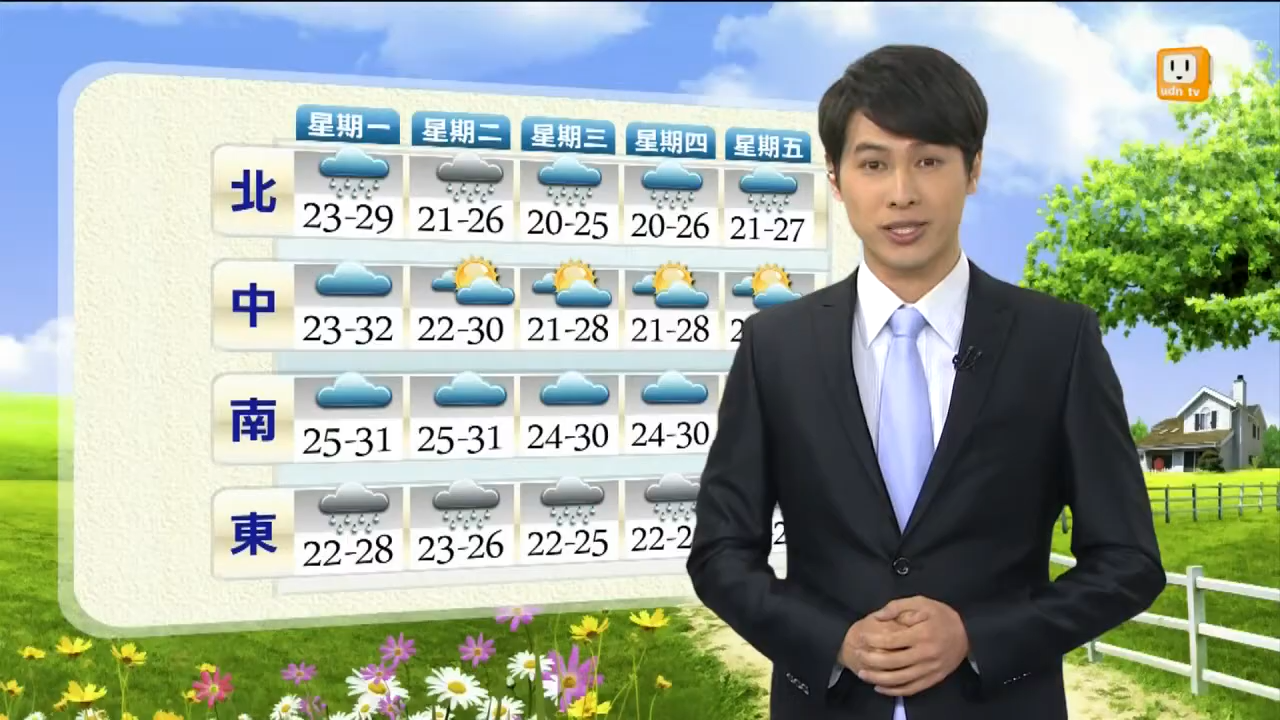 udn tv
星期一 星期二 星期三 星期四 星期五
北 23-29 21-26 20-25 20-26 21-27
中 23-32 22-30 21-28 21-28
南 25-31 25-31 24-30 24-30
東 22-28 23-26 22-25